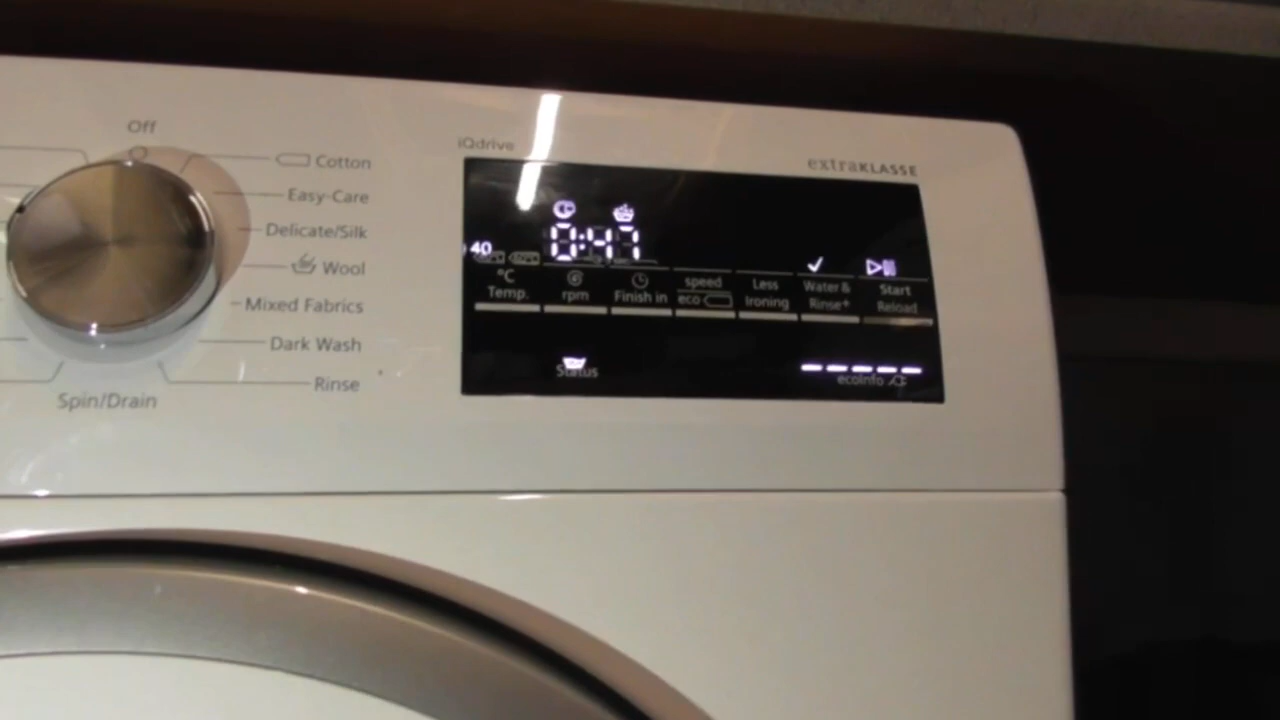 Off
Cotton
Easy-Care
Delicate/Silk
Wool
Mixed Fabrics
Dark Wash
Rinse
Spin/Drain
iQdrive
extraKLASSE
0:47
40
°C
Temp.
rpm
Finish in
speed
eco
Less
Ironing
Water &
Rinse+
Start
Reload
Status
ecoInfo